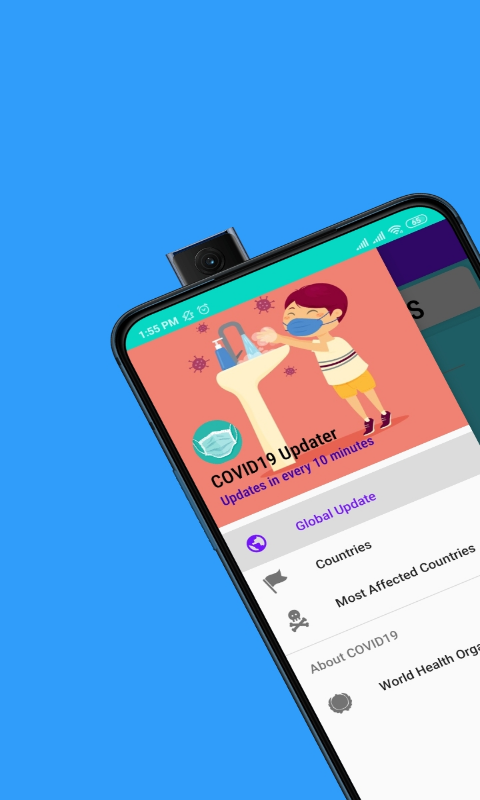 1:55 PM
65
S
COVID19 Updater
Updates in every 10 minutes
Global Update
Countries
Most Affected Countries
About COVID19
World Health Orga